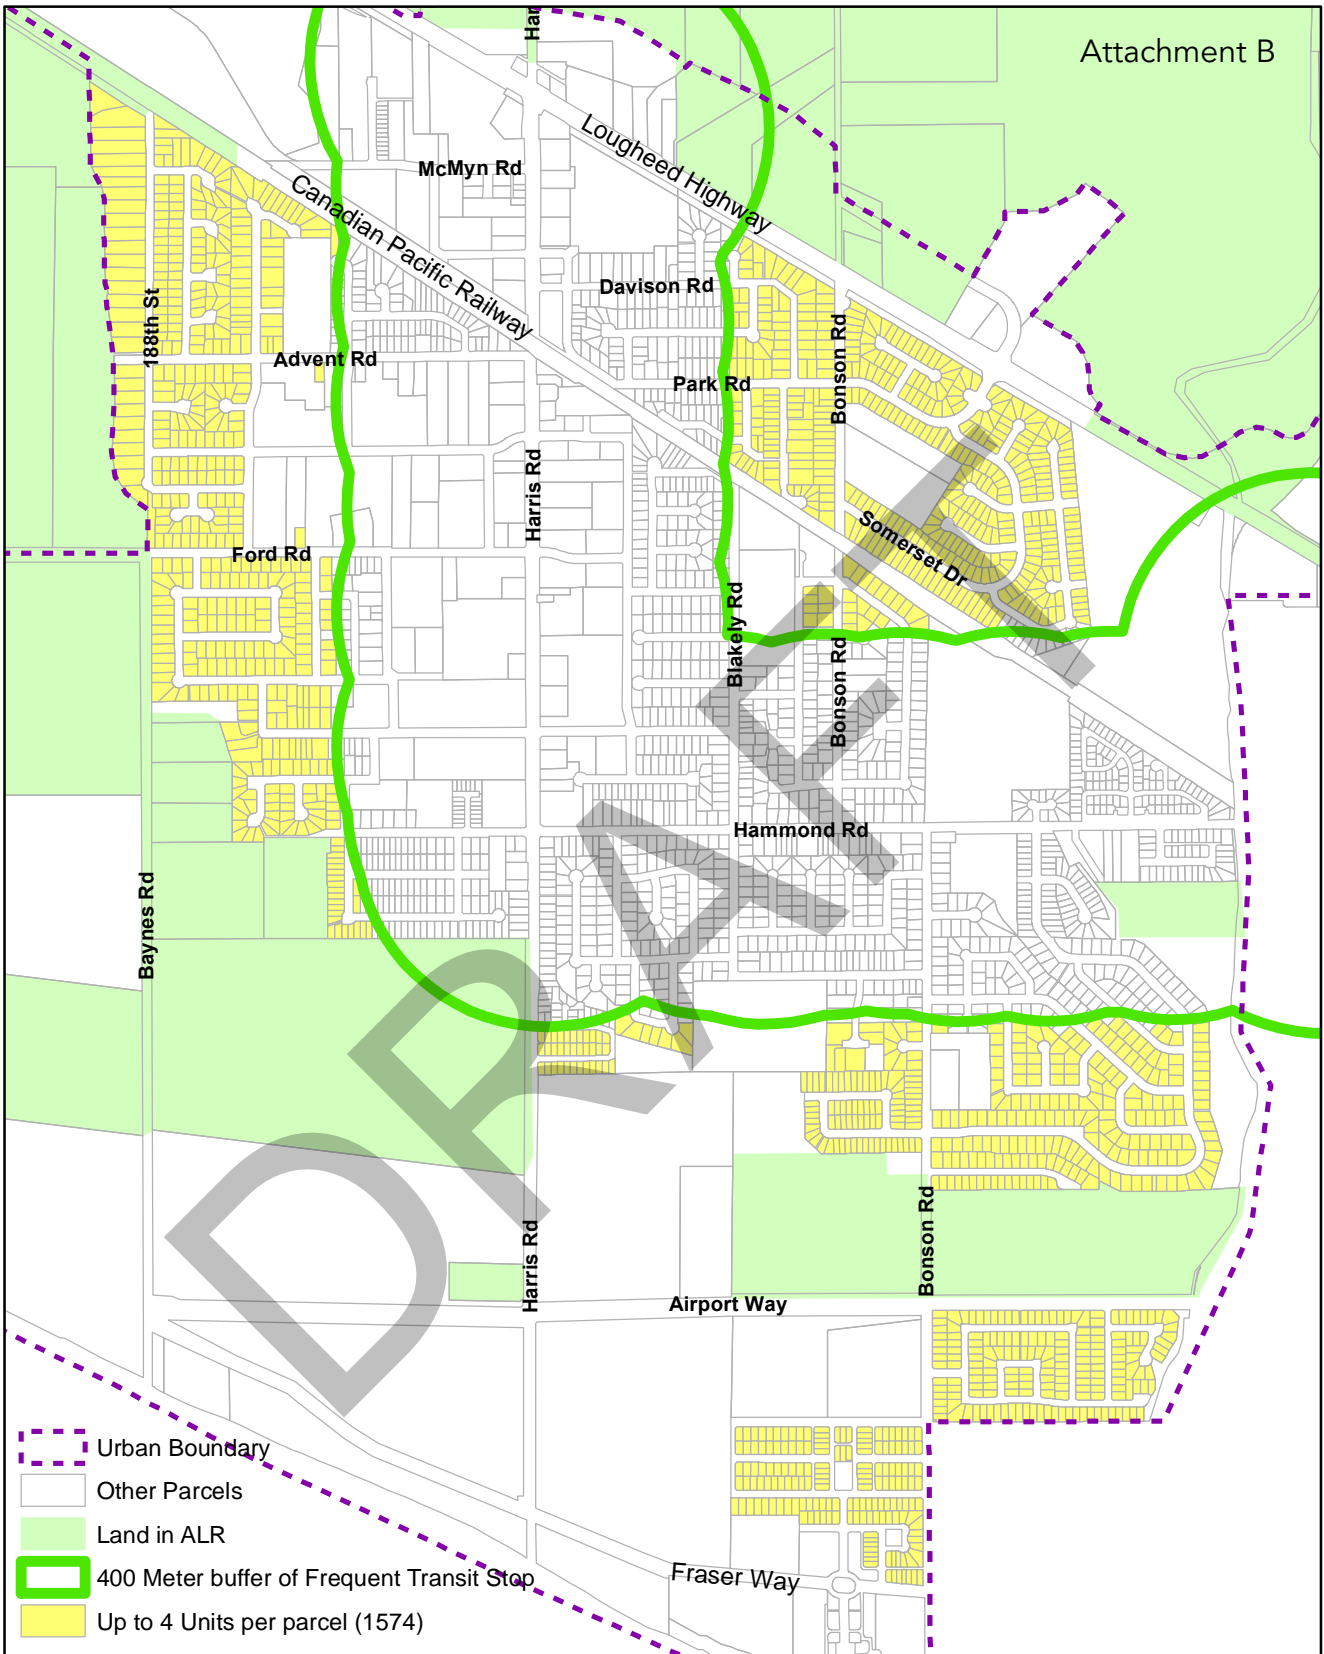 Har
Attachment B
Lougheed Highway
McMyn Rd
Canadian Pacific Railway
Davison Rd
188th St
Bonson Rd
Advent Rd
Park Rd
Harris Rd
Somerset Dr
Ford Rd
Blakely Rd
Bonson Rd
Hammond Rd
Baynes Rd
DRAFT
Harris Rd
Bonson Rd
Airport Way
Fraser Way
Urban Boundary
Other Parcels
Land in ALR
400 Meter buffer of Frequent Transit Stop
Up to 4 Units per parcel (1574)